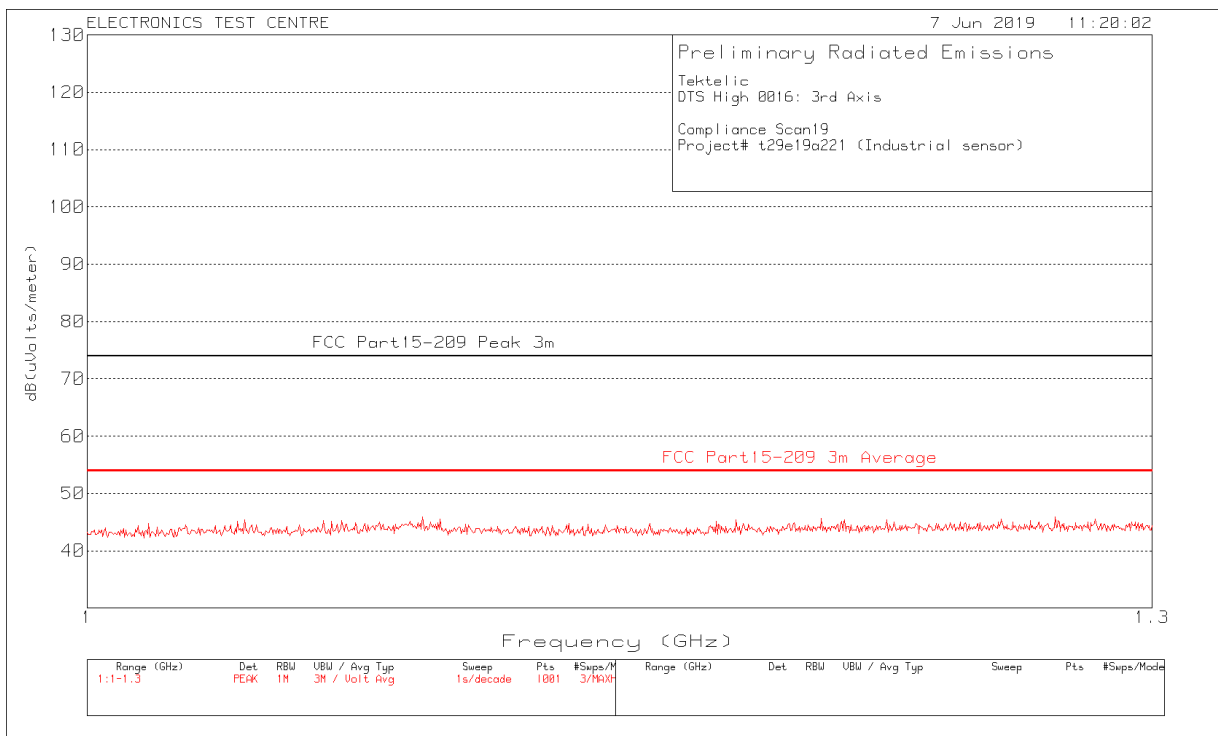 ELECTRONICS TEST CENTRE 7 Jun 2019 11:20:02
Preliminary Radiated Emissions
Tektelic
DTS High 0016: 3rd Axis
Compliance Scan19
Project# t29e19a221 (Industrial sensor)
130
120
110
100
90
80
70
60
50
40
dB(uVolts/meter)
FCC Part15-209 Peak 3m
FCC Part15-209 3m Average
1 1.3
Frequency (GHz)
Range (GHz) Det RBW VBW / Avg Typ Sweep Pts #Swps/M Range (GHz) Det RBW VBW / Avg Typ Sweep Pts #Swps/Mode
1:1-1.3 PEAK 1M 3M / Volt Avg 1s/decade 1001 3/MAXH